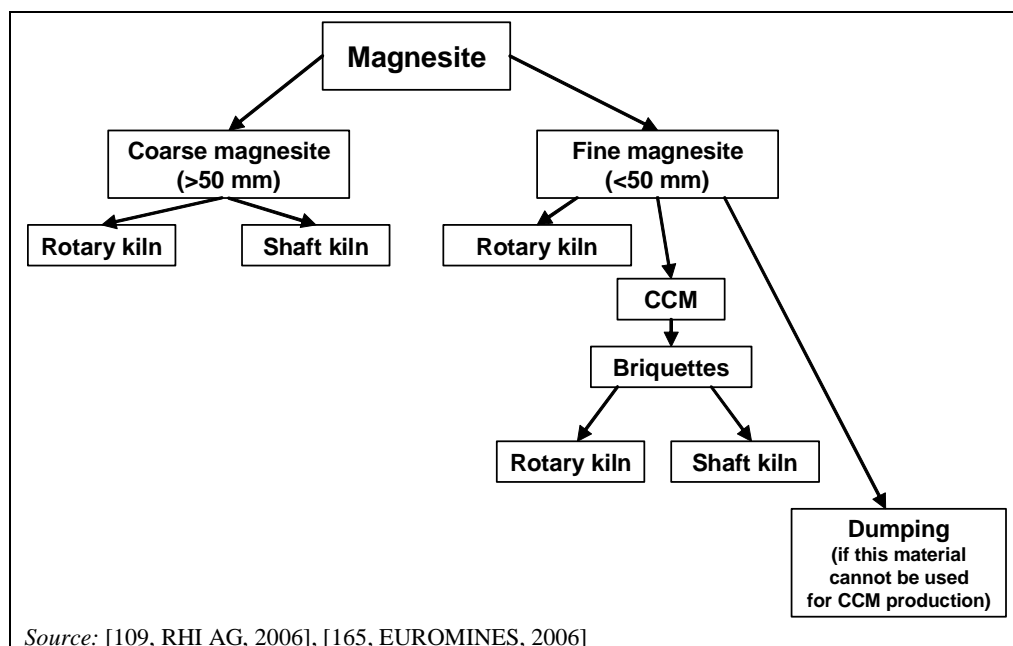 Magnesite
Coarse magnesite
(>50 mm)
Fine magnesite
(<50 mm)
Rotary kiln
Shaft kiln
Rotary kiln
CCM
Briquettes
Rotary kiln
Shaft kiln
Dumping
(if this material
cannot be used
for CCM production)
Source: [109, RHI AG, 2006], [165, EUROMINES, 2006]